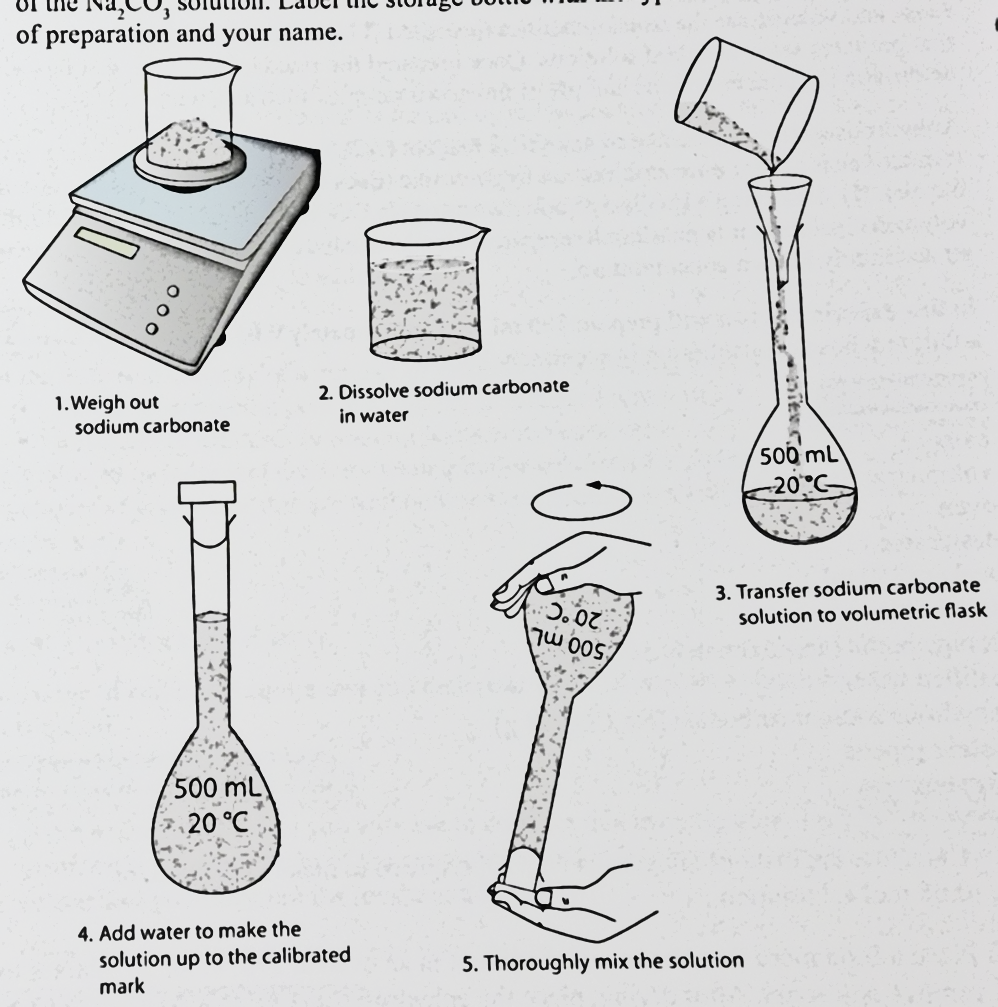 of the Na₂CO₃ solution. Label the storage bottle with
of preparation and your name.
1. Weigh out
sodium carbonate
2. Dissolve sodium carbonate
in water
500 mL
20 °C
3. Transfer sodium carbonate
solution to volumetric flask
500 mL
20 °C
4. Add water to make the
solution up to the calibrated
mark
500 mL
20 °C
5. Thoroughly mix the solution